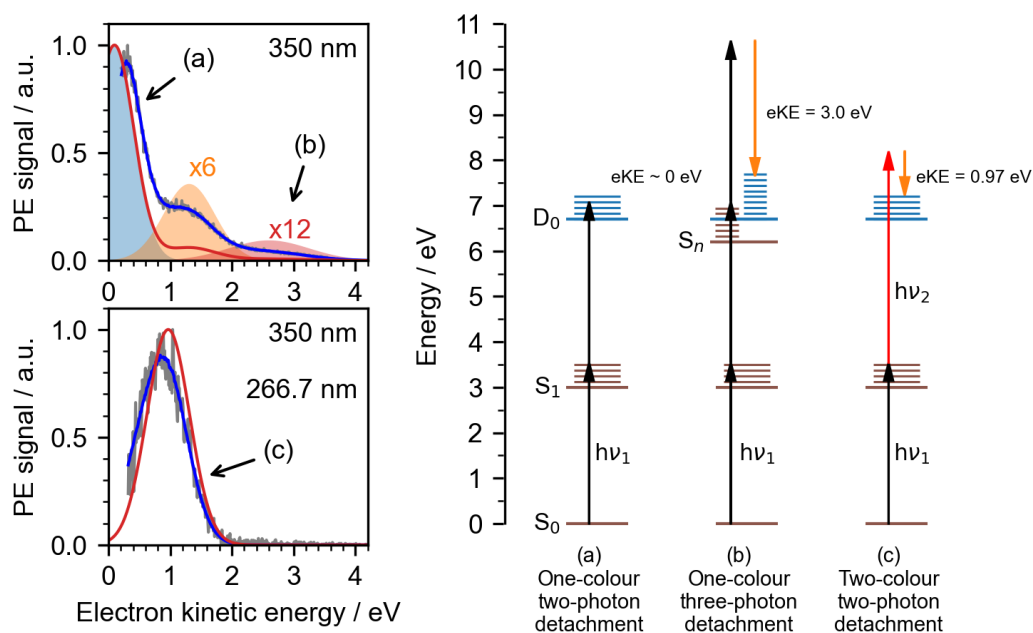 350 nm
(a)
(b)
x6
x12
PE signal / a.u.
1.0
0.5
0.0
0
1
2
3
4
350 nm
266.7 nm
(c)
PE signal / a.u.
1.0
0.5
0.0
0
1
2
3
4
Electron kinetic energy / eV
Energy / eV
11
10
9
8
7
6
5
4
3
2
1
0
eKE = 3.0 eV
eKE ~ 0 eV
eKE = 0.97 eV
D0
Sn
S1
S0
hν1
hν1
hν2
hν1
(a)
One-colour
two-photon
detachment
(b)
One-colour
three-photon
detachment
(c)
Two-colour
two-photon
detachment